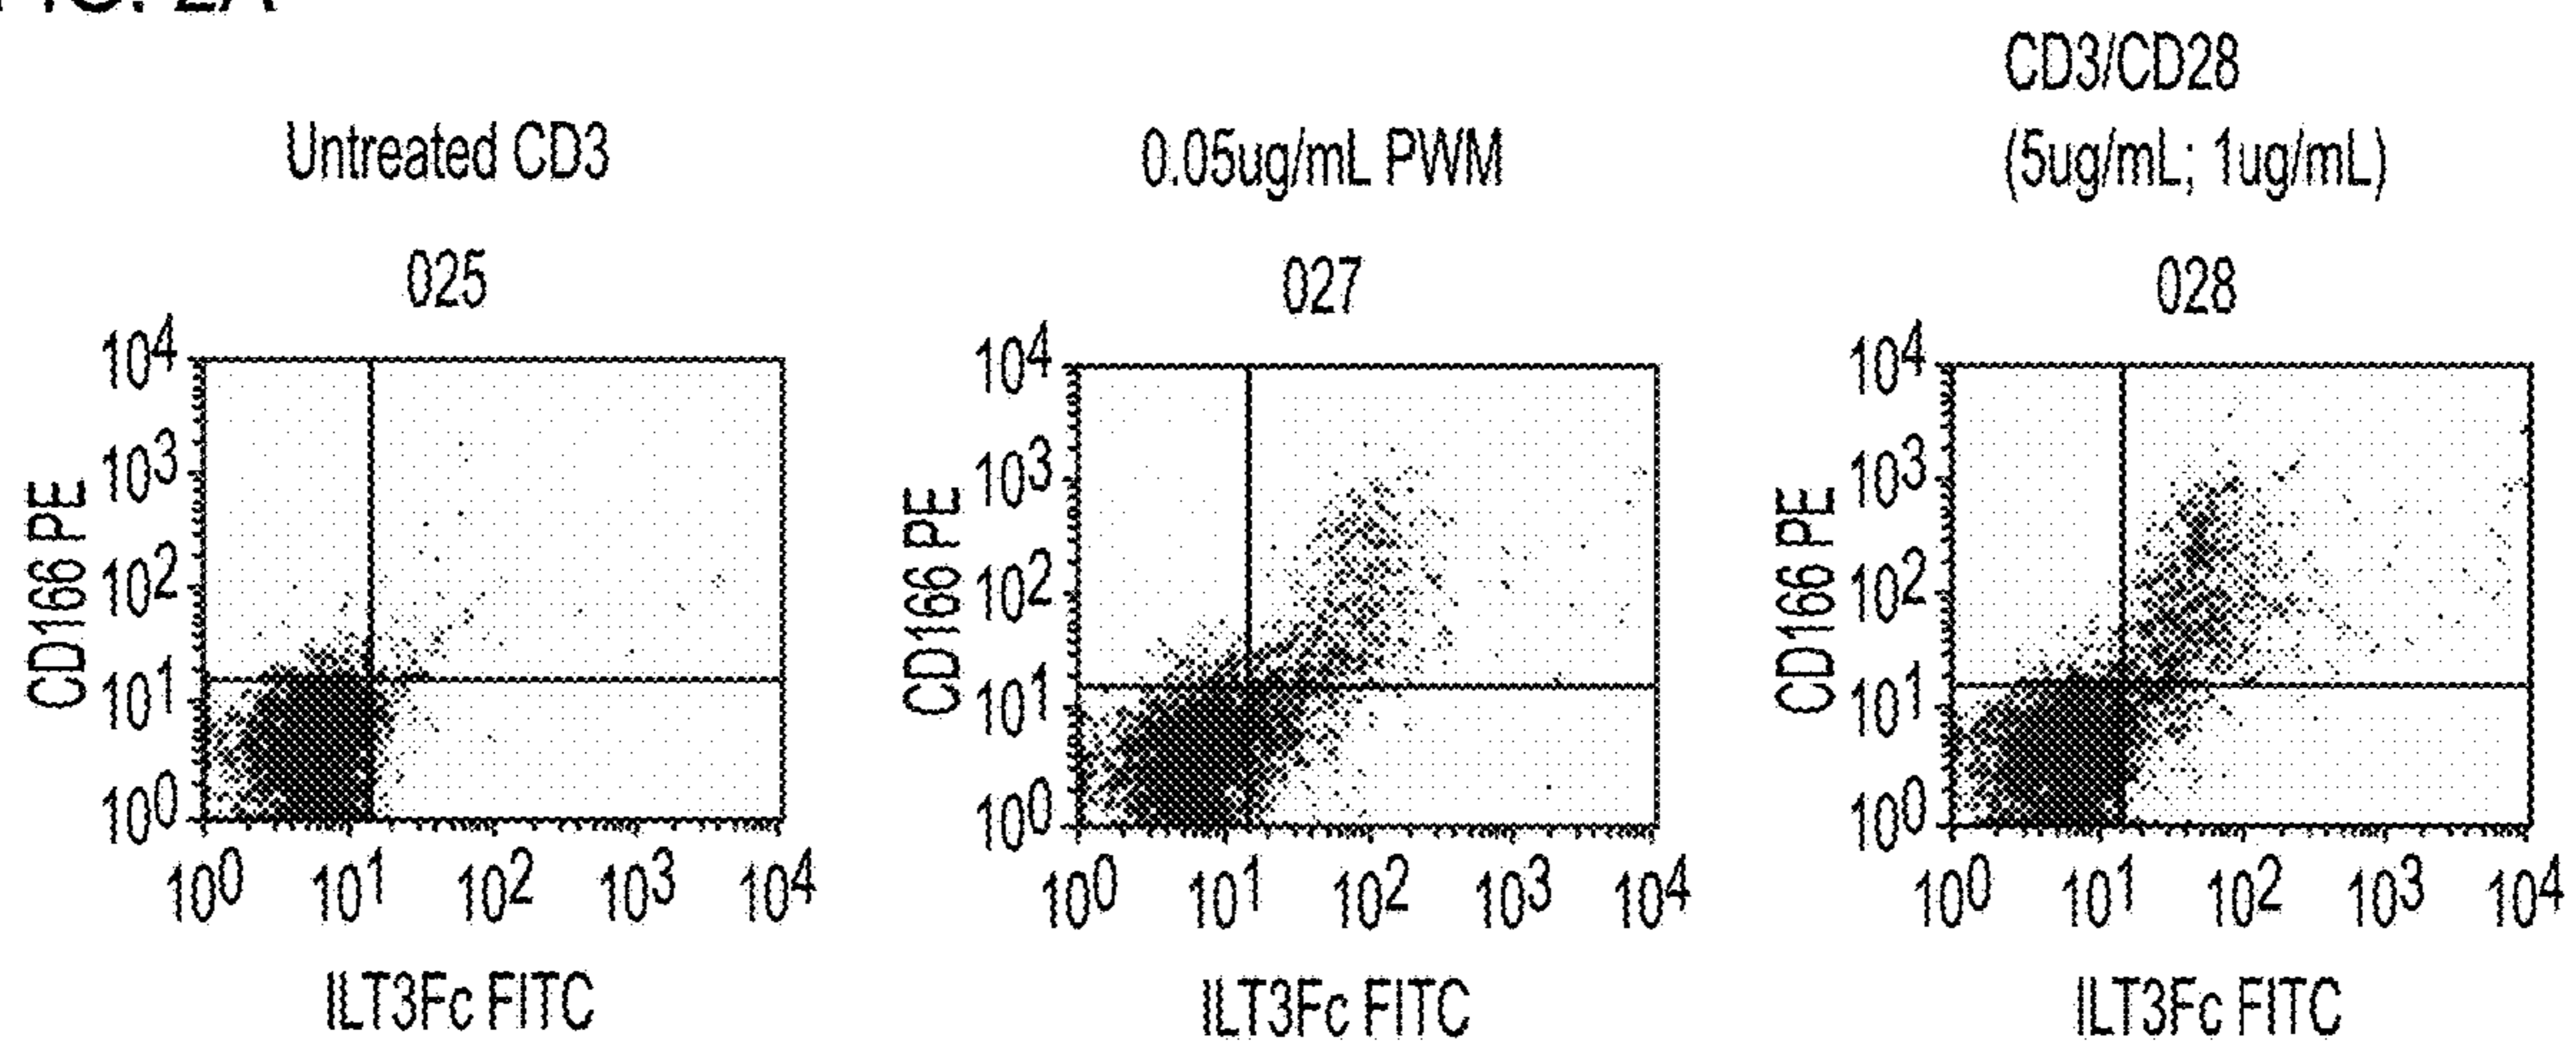 Untreated CD3
025
10^4
10^3
10^2
10^1
10^0
CD166 PE
10^0 10^1 10^2 10^3 10^4
ILT3Fc FITC
0.05ug/mL PWM
027
10^4
10^3
10^2
10^1
10^0
CD166 PE
10^0 10^1 10^2 10^3 10^4
ILT3Fc FITC
CD3/CD28
(5ug/mL; 1ug/mL)
028
10^4
10^3
10^2
10^1
10^0
CD166 PE
10^0 10^1 10^2 10^3 10^4
ILT3Fc FITC